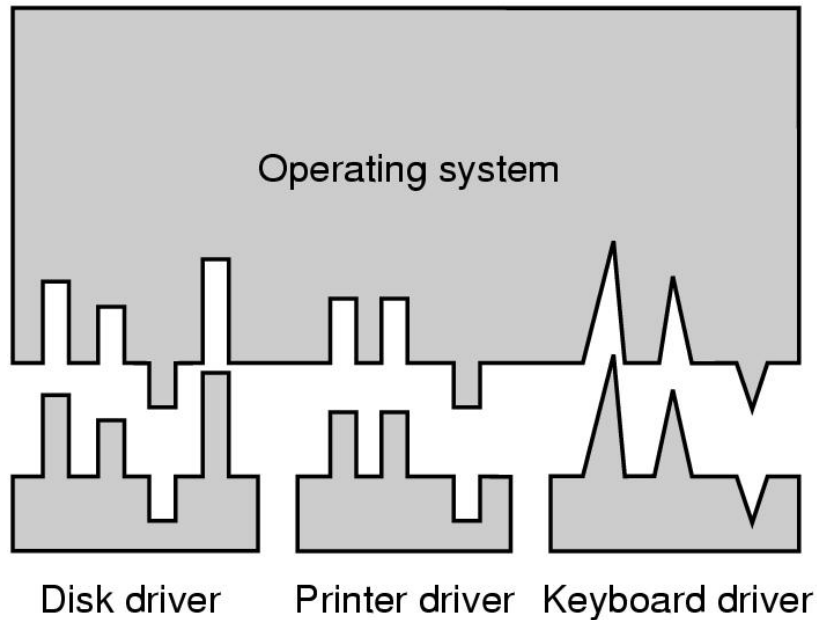 Operating system
Disk driver
Printer driver
Keyboard driver